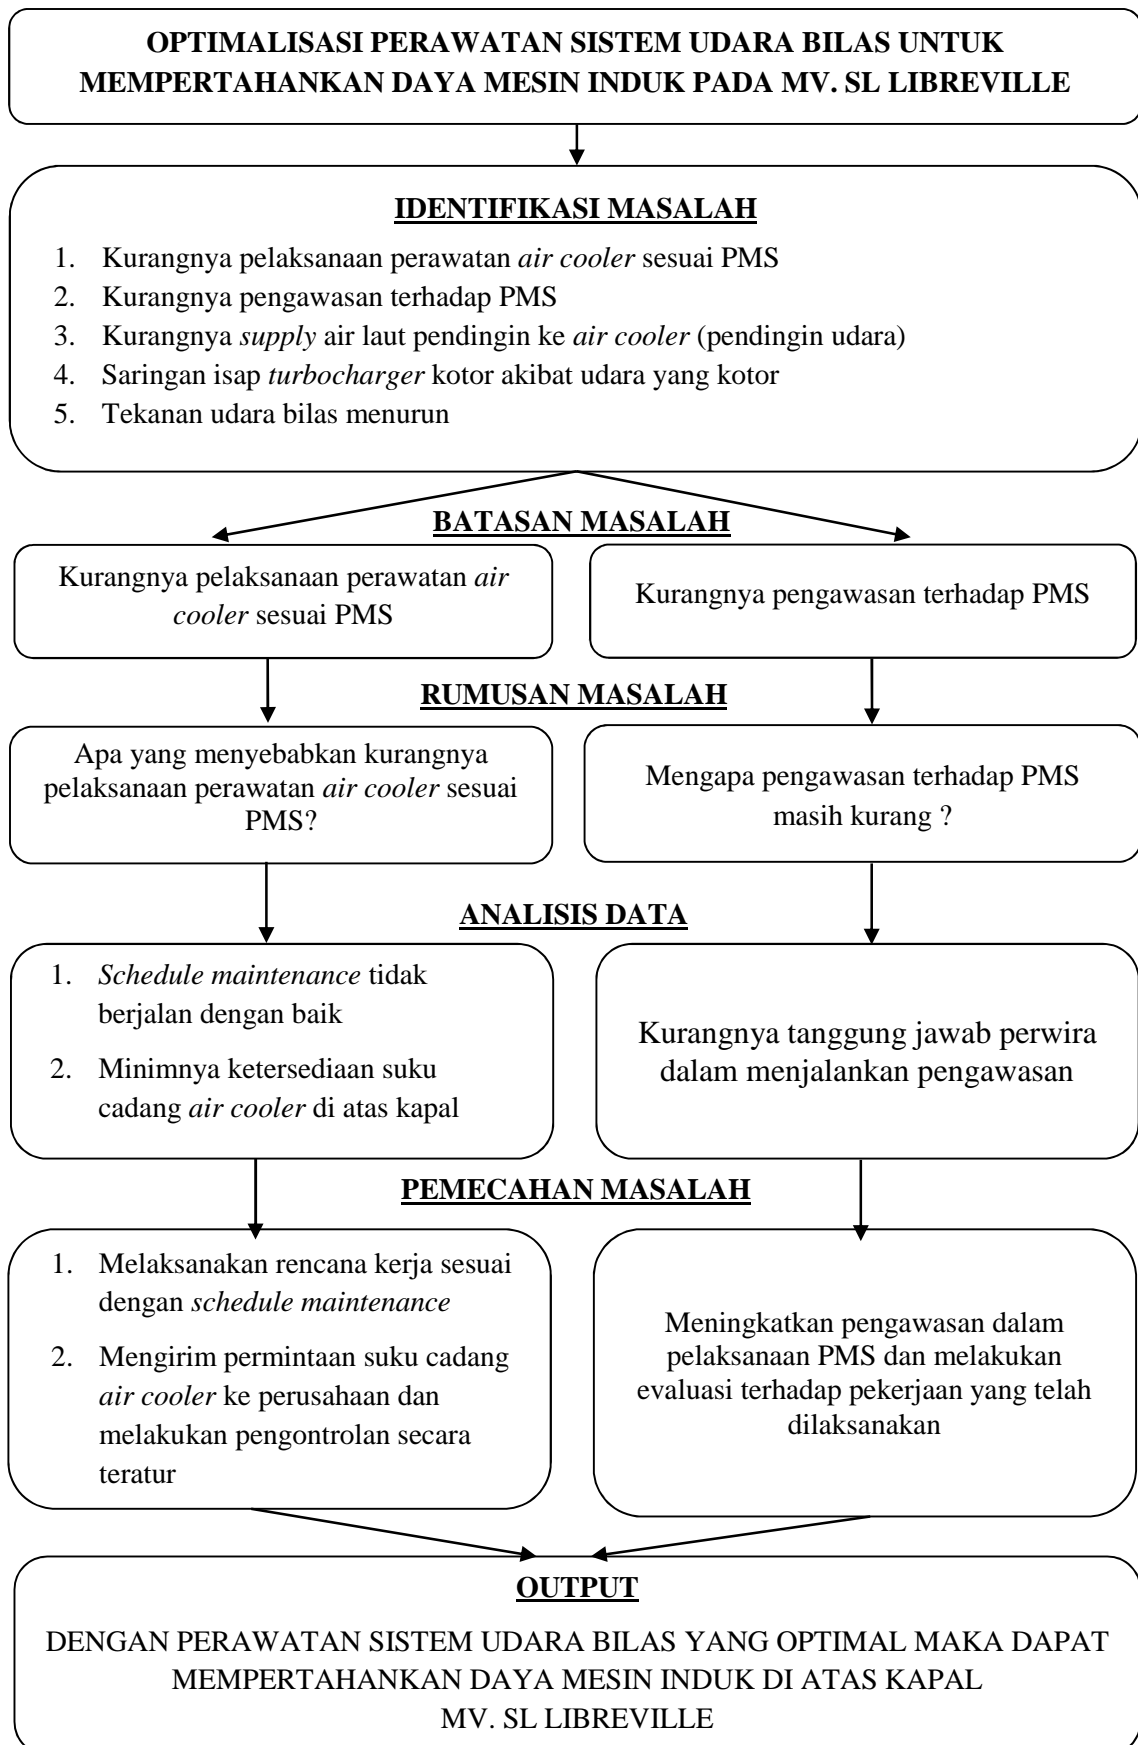 OPTIMALISASI PERAWATAN SISTEM UDARA BILAS UNTUK
MEMPERTAHANKAN DAYA MESIN INDUK PADA MV. SL LIBREVILLE
IDENTIFIKASI MASALAH
1. Kurangnya pelaksanaan perawatan air cooler sesuai PMS
2. Kurangnya pengawasan terhadap PMS
3. Kurangnya supply air laut pendingin ke air cooler (pendingin udara)
4. Saringan isap turbocharger kotor akibat udara yang kotor
5. Tekanan udara bilas menurun
BATASAN MASALAH
Kurangnya pelaksanaan perawatan air
cooler sesuai PMS
Kurangnya pengawasan terhadap PMS
RUMUSAN MASALAH
Apa yang menyebabkan kurangnya
pelaksanaan perawatan air cooler sesuai
PMS?
Mengapa pengawasan terhadap PMS
masih kurang ?
ANALISIS DATA
1. Schedule maintenance tidak
berjalan dengan baik
2. Minimnya ketersediaan suku
cadang air cooler di atas kapal
Kurangnya tanggung jawab perwira
dalam menjalankan pengawasan
PEMECAHAN MASALAH
1. Melaksanakan rencana kerja sesuai
dengan schedule maintenance
2. Mengirim permintaan suku cadang
air cooler ke perusahaan dan
melakukan pengontrolan secara
teratur
Meningkatkan pengawasan dalam
pelaksanaan PMS dan melakukan
evaluasi terhadap pekerjaan yang telah
dilaksanakan
OUTPUT
DENGAN PERAWATAN SISTEM UDARA BILAS YANG OPTIMAL MAKA DAPAT
MEMPERTAHANKAN DAYA MESIN INDUK DI ATAS KAPAL
MV. SL LIBREVILLE